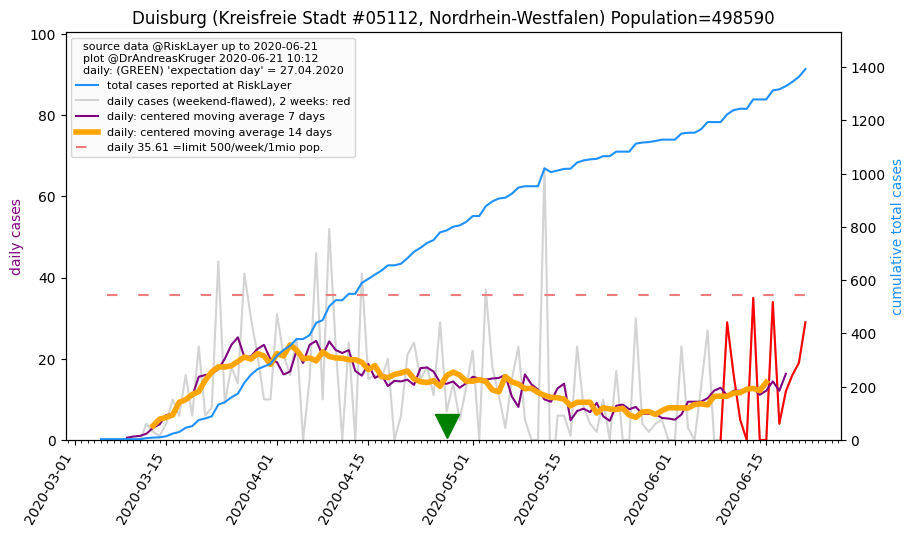 Duisburg (Kreisfreie Stadt #05112, Nordrhein-Westfalen) Population=498590
source data @RiskLayer up to 2020-06-21
plot @DrAndreasKruger 2020-06-21 10:12
daily: (GREEN) 'expectation day' = 27.04.2020
total cases reported at RiskLayer
daily cases (weekend-flawed), 2 weeks: red
daily: centered moving average 7 days
daily: centered moving average 14 days
daily 35.61 =limit 500/week/1mio pop.
daily cases
100
80
60
40
20
0
cumulative total cases
1400
1200
1000
800
600
400
200
0
2020-03-01
2020-03-15
2020-04-01
2020-04-15
2020-05-01
2020-05-15
2020-06-01
2020-06-15